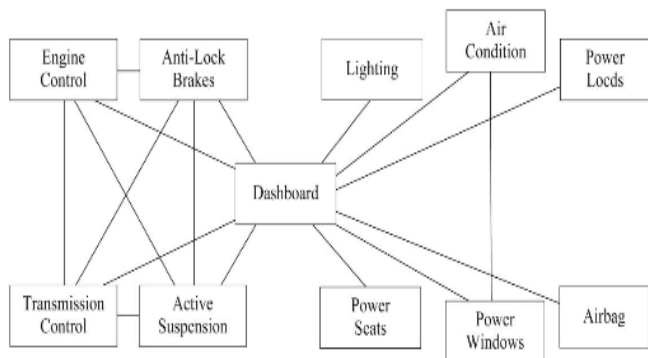 Engine
Control
Anti-Lock
Brakes
Lighting
Air
Condition
Power
Locds
Dashboard
Transmission
Control
Active
Suspension
Power
Seats
Power
Windows
Airbag